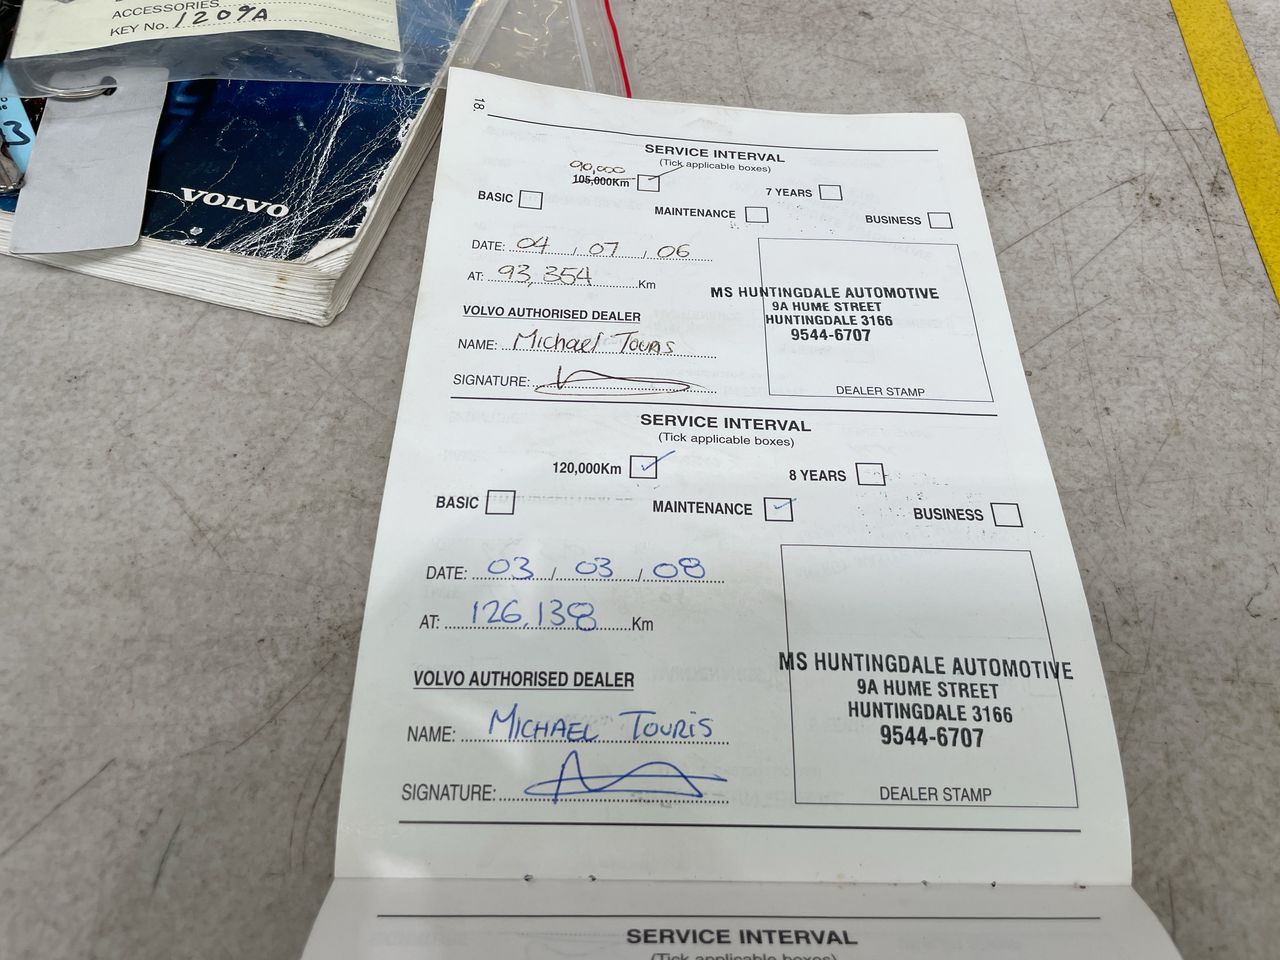 ACCESSORIES
KEY No. 1209A
VOLVO
18.
SERVICE INTERVAL
(Tick applicable boxes)
90,000
105,000Km
7 YEARS
BASIC
MAINTENANCE
BUSINESS
DATE: 04 / 07 / 06
AT: 93,354 Km
VOLVO AUTHORISED DEALER
NAME: Michael Touris
SIGNATURE:
MS HUNTINGDALE AUTOMOTIVE
9A HUME STREET
HUNTINGDALE 3166
9544-6707
DEALER STAMP
SERVICE INTERVAL
(Tick applicable boxes)
120,000Km
8 YEARS
BASIC
MAINTENANCE
BUSINESS
DATE: 03 / 03 / 08
AT: 126,138 Km
VOLVO AUTHORISED DEALER
NAME: MICHAEL TOURIS
SIGNATURE:
MS HUNTINGDALE AUTOMOTIVE
9A HUME STREET
HUNTINGDALE 3166
9544-6707
DEALER STAMP
SERVICE INTERVAL
(Tick applicable boxes)